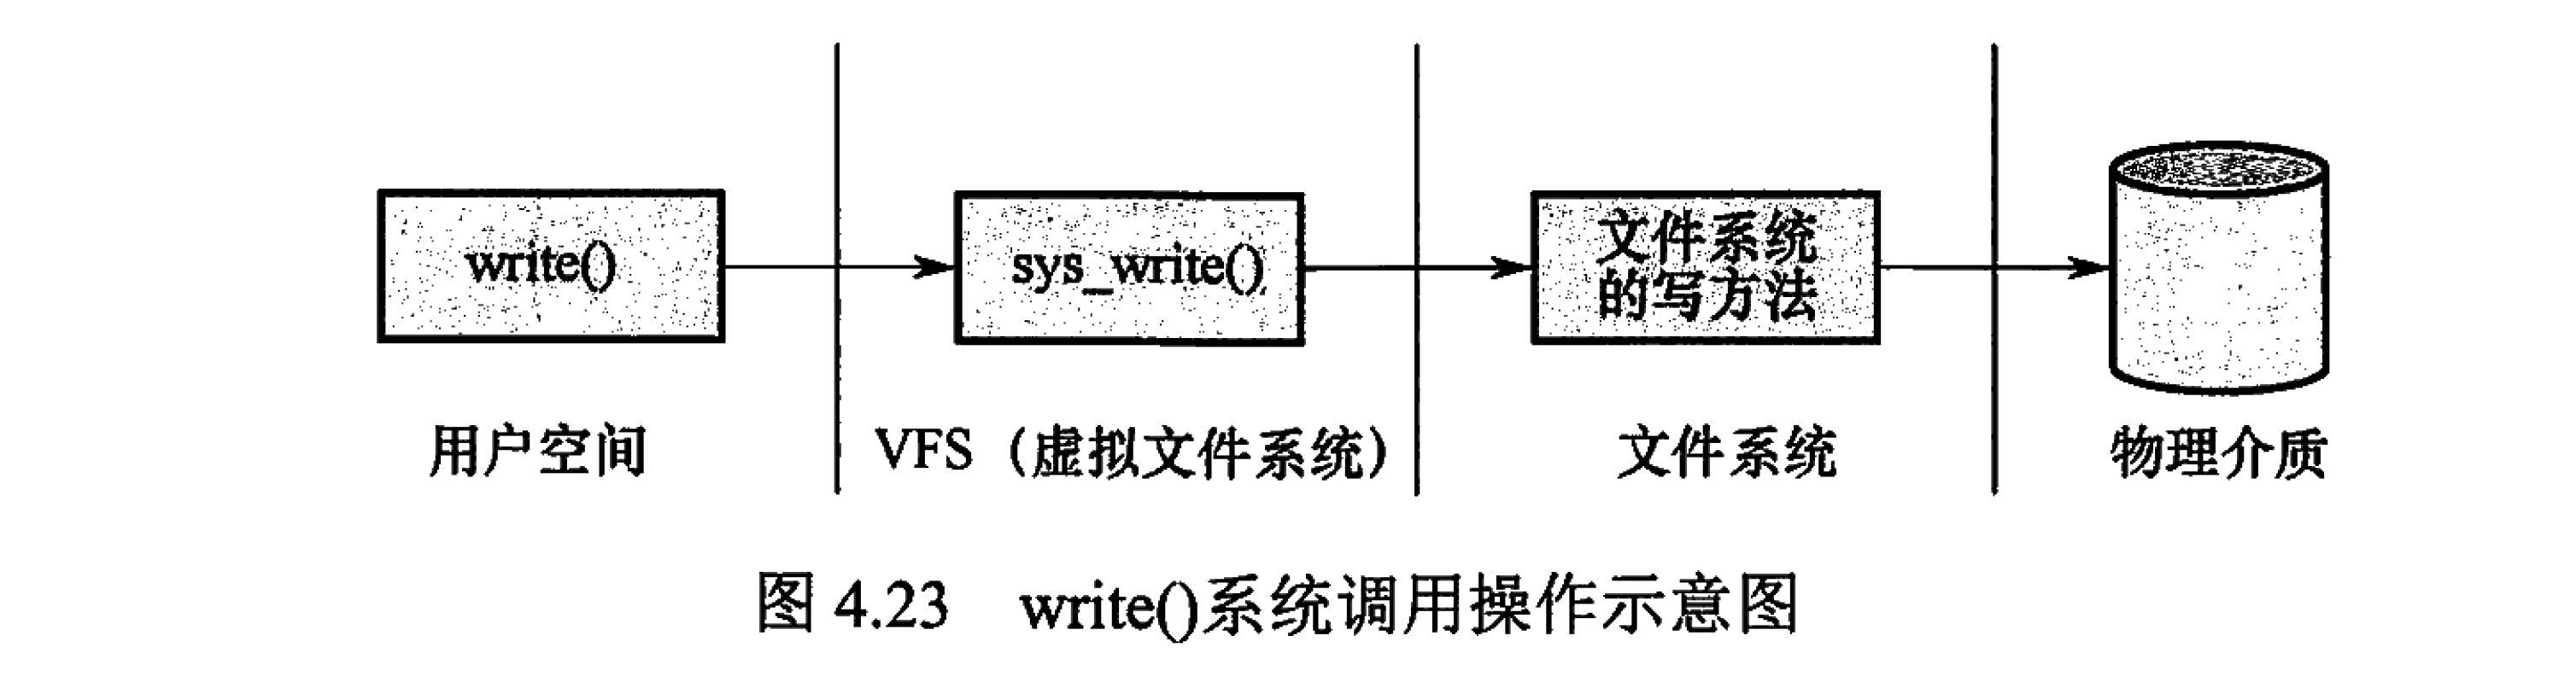 write()
sys_write()
文件系统
的写方法
用户空间
VFS（虚拟文件系统）
文件系统
物理介质
图 4.23 write()系统调用操作示意图